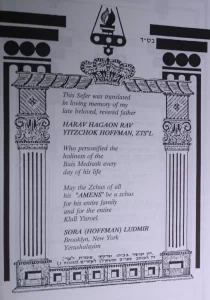 בס״ד
This Sefer was translated
in loving memory of my
late beloved, revered father
HARAV HAGAON RAV
YITZCHOK HOFFMAN, ZTS'L
Who personified the
holiness of the
Bais Medrash every
day of his life
May the Zchus of all
his "AMENS" be a zchus
for his entire family
and for the entire
Klall Yisroel.
SORA (HOFFMAN) LUDMIR
Brooklyn, New York
Yerushalayim